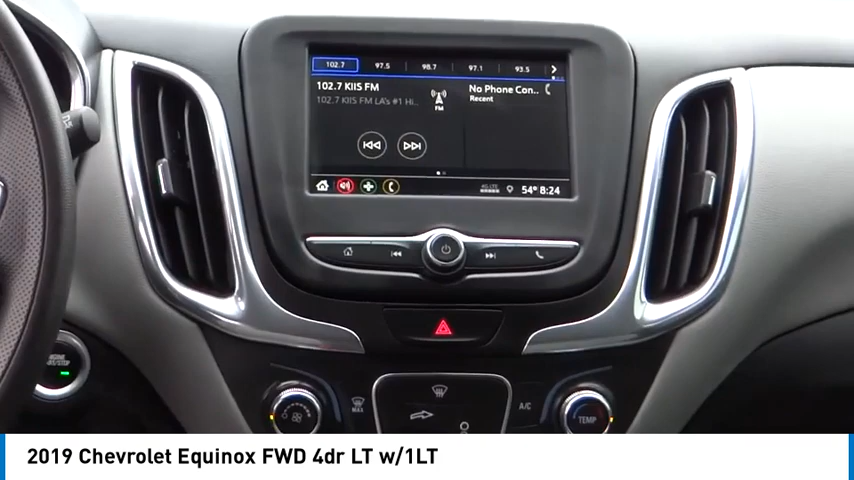 102.7 97.5 98.7 97.1 93.5
102.7 KIIS FM
102.7 KIIS FM LA's #1 Hi..
FM
No Phone Con..
Recent
4G LTE
54° 8:24
MAX
A/C
TEMP
2019 Chevrolet Equinox FWD 4dr LT w/1LT